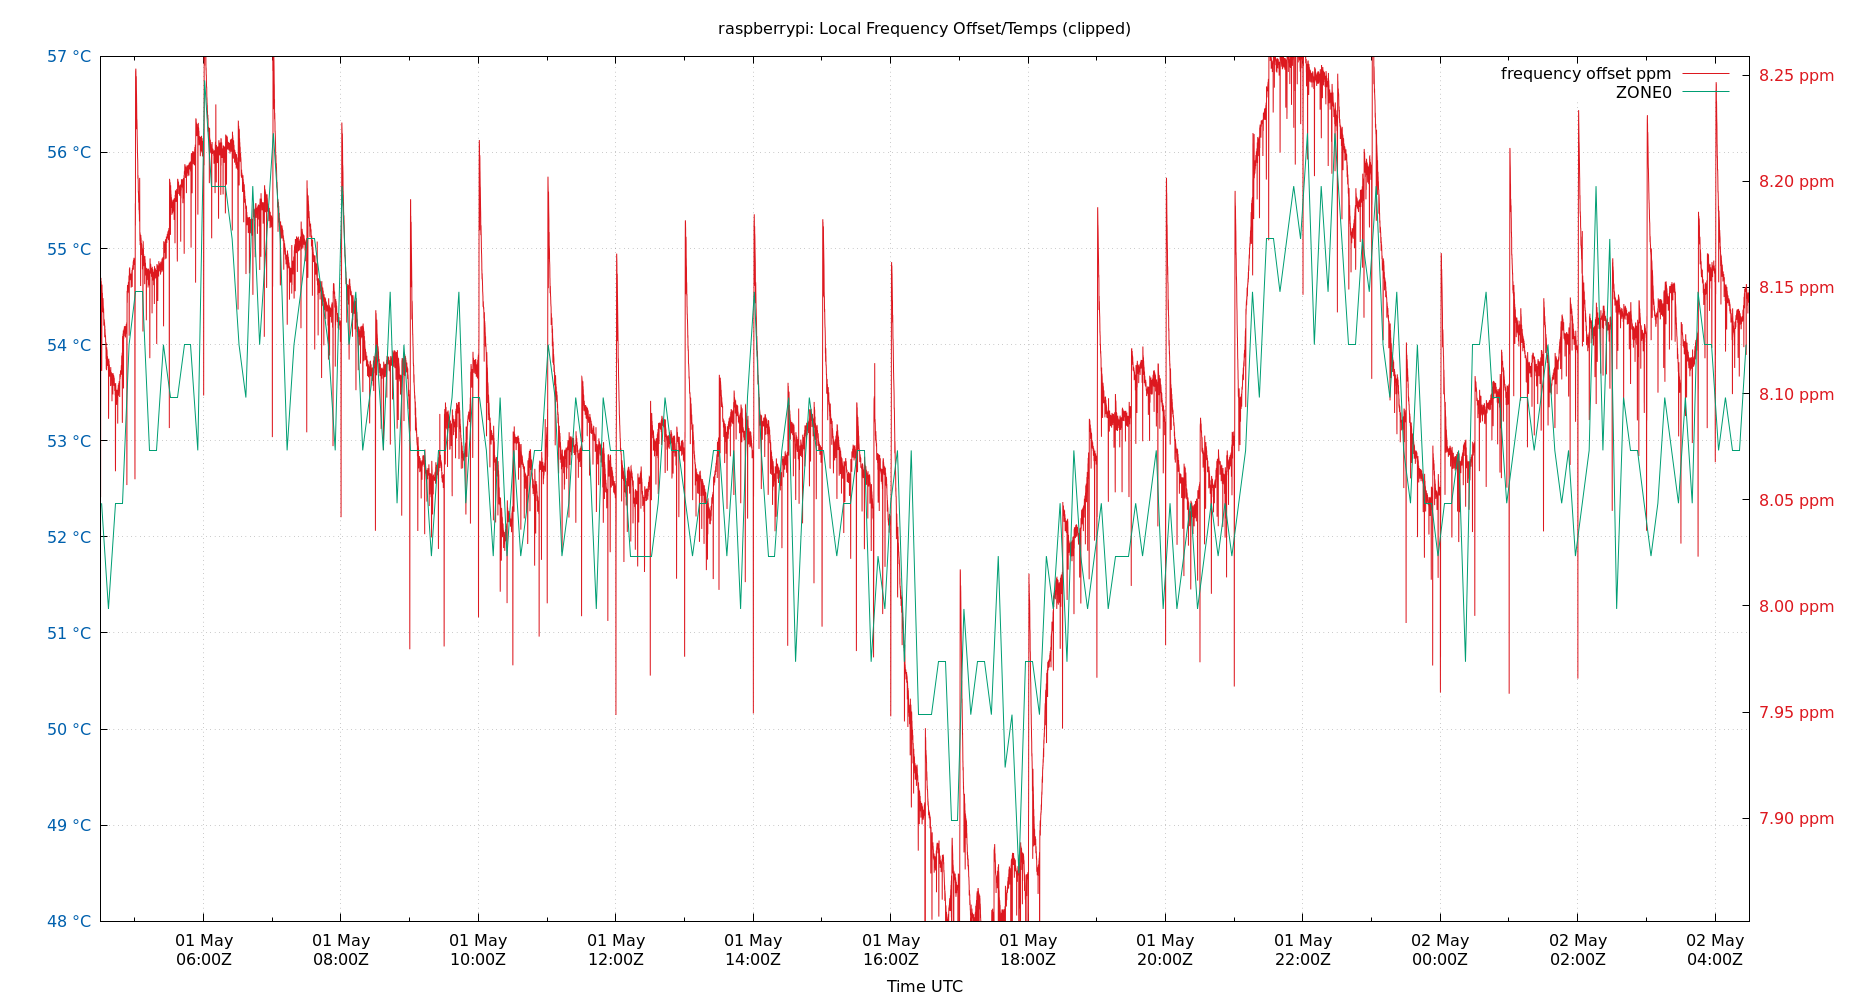 raspberrypi: Local Frequency Offset/Temps (clipped)
57 °C
56 °C
55 °C
54 °C
53 °C
52 °C
51 °C
50 °C
49 °C
48 °C
frequency offset ppm
ZONE0
8.25 ppm
8.20 ppm
8.15 ppm
8.10 ppm
8.05 ppm
8.00 ppm
7.95 ppm
7.90 ppm
01 May
06:00Z
01 May
08:00Z
01 May
10:00Z
01 May
12:00Z
01 May
14:00Z
01 May
16:00Z
01 May
18:00Z
01 May
20:00Z
01 May
22:00Z
02 May
00:00Z
02 May
02:00Z
02 May
04:00Z
Time UTC